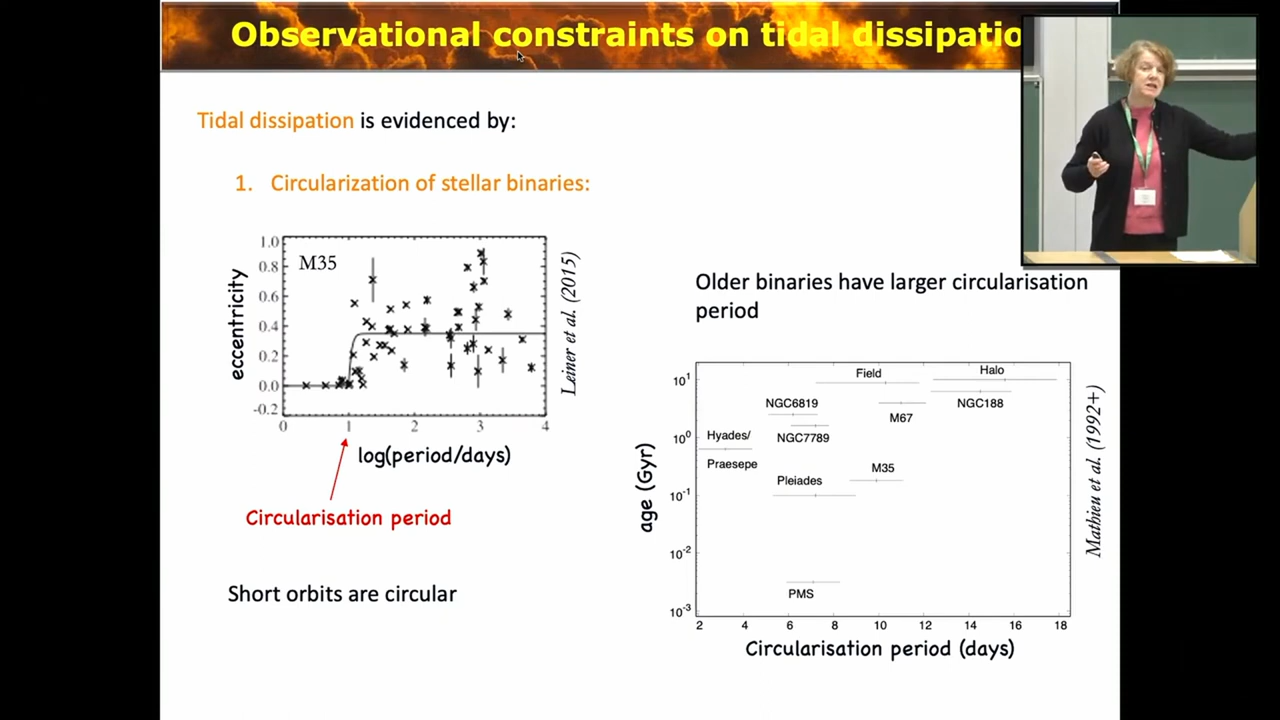 Observational constraints on tidal dissipatio
Tidal dissipation is evidenced by:
1. Circularization of stellar binaries:
M35
eccentricity
1.0
0.8
0.6
0.4
0.2
0.0
-0.2
0
1
2
3
4
log(period/days)
Leiner et al. (2015)
Circularisation period
Short orbits are circular
Older binaries have larger circularisation
period
age (Gyr)
10¹
10⁰
10⁻¹
10⁻²
10⁻³
Field
Halo
NGC6819
NGC188
M67
Hyades/
Praesepe
NGC7789
M35
Pleiades
PMS
2
4
6
8
10
12
14
16
18
Circularisation period (days)
Mathieu et al. (1992+)